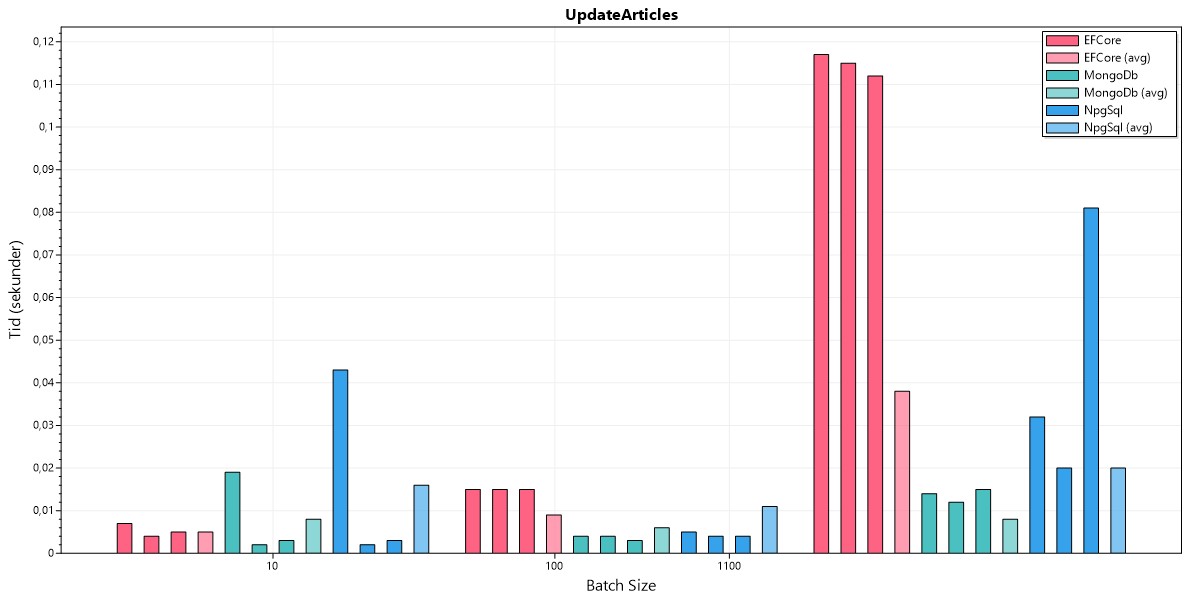 UpdateArticles
EFCore
EFCore (avg)
MongoDb
MongoDb (avg)
NpgSql
NpgSql (avg)
Tid (sekunder)
0,12
0,11
0,1
0,09
0,08
0,07
0,06
0,05
0,04
0,03
0,02
0,01
0
10
100
1100
Batch Size